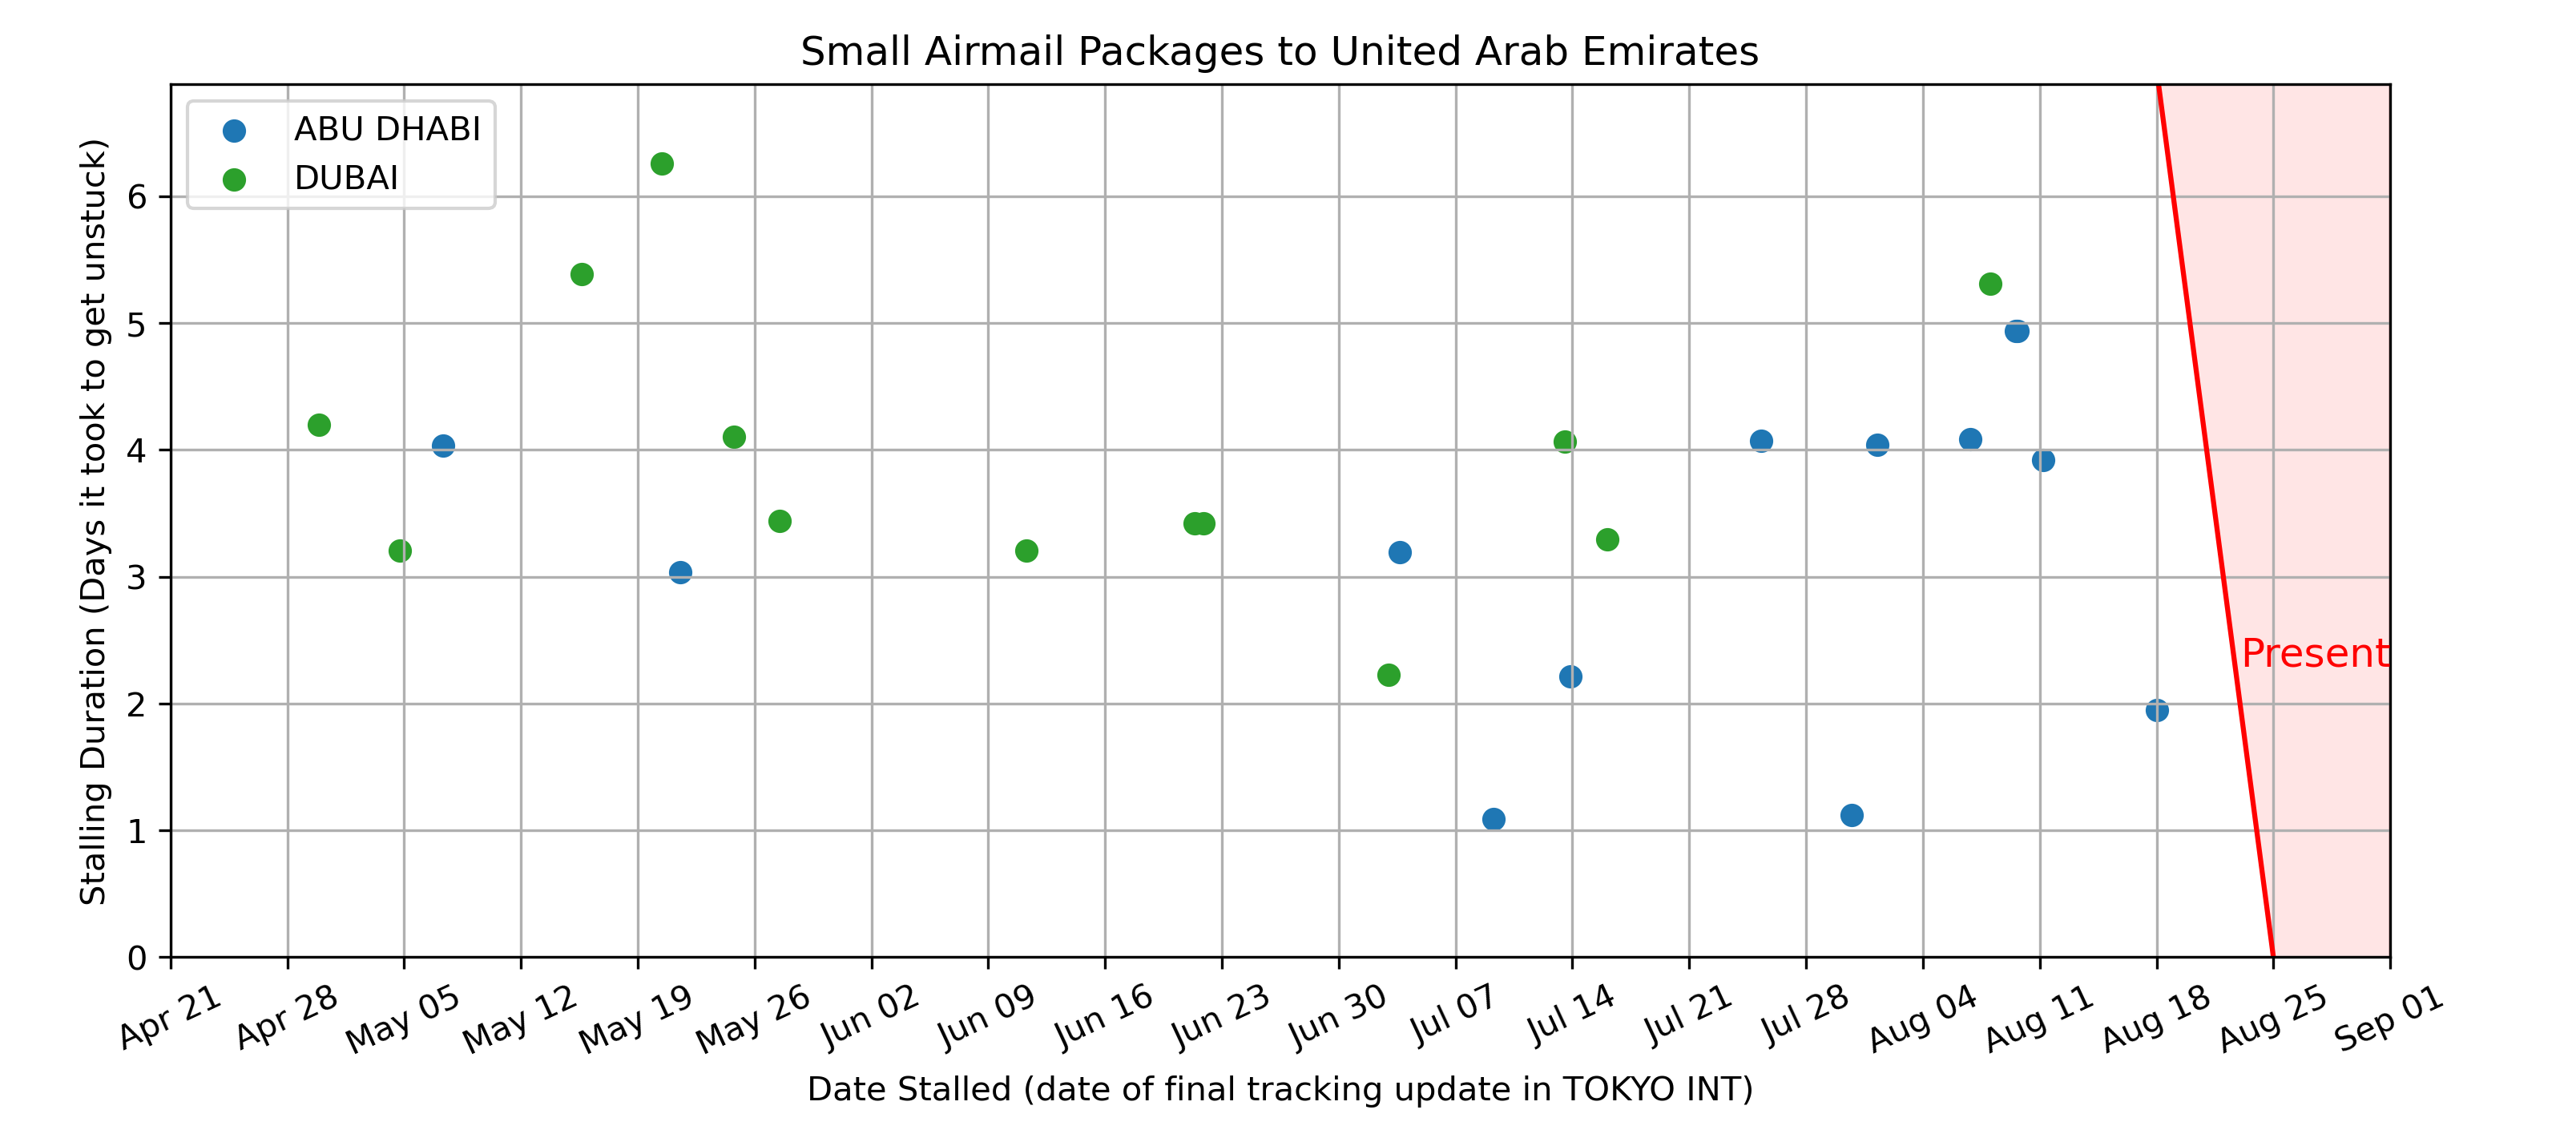 Small Airmail Packages to United Arab Emirates
ABU DHABI
DUBAI
Stalling Duration (Days it took to get unstuck)
6
5
4
3
2
1
0
Present
Apr 21
Apr 28
May 05
May 12
May 19
May 26
Jun 02
Jun 09
Jun 16
Jun 23
Jun 30
Jul 07
Jul 14
Jul 21
Jul 28
Aug 04
Aug 11
Aug 18
Aug 25
Sep 01
Date Stalled (date of final tracking update in TOKYO INT)